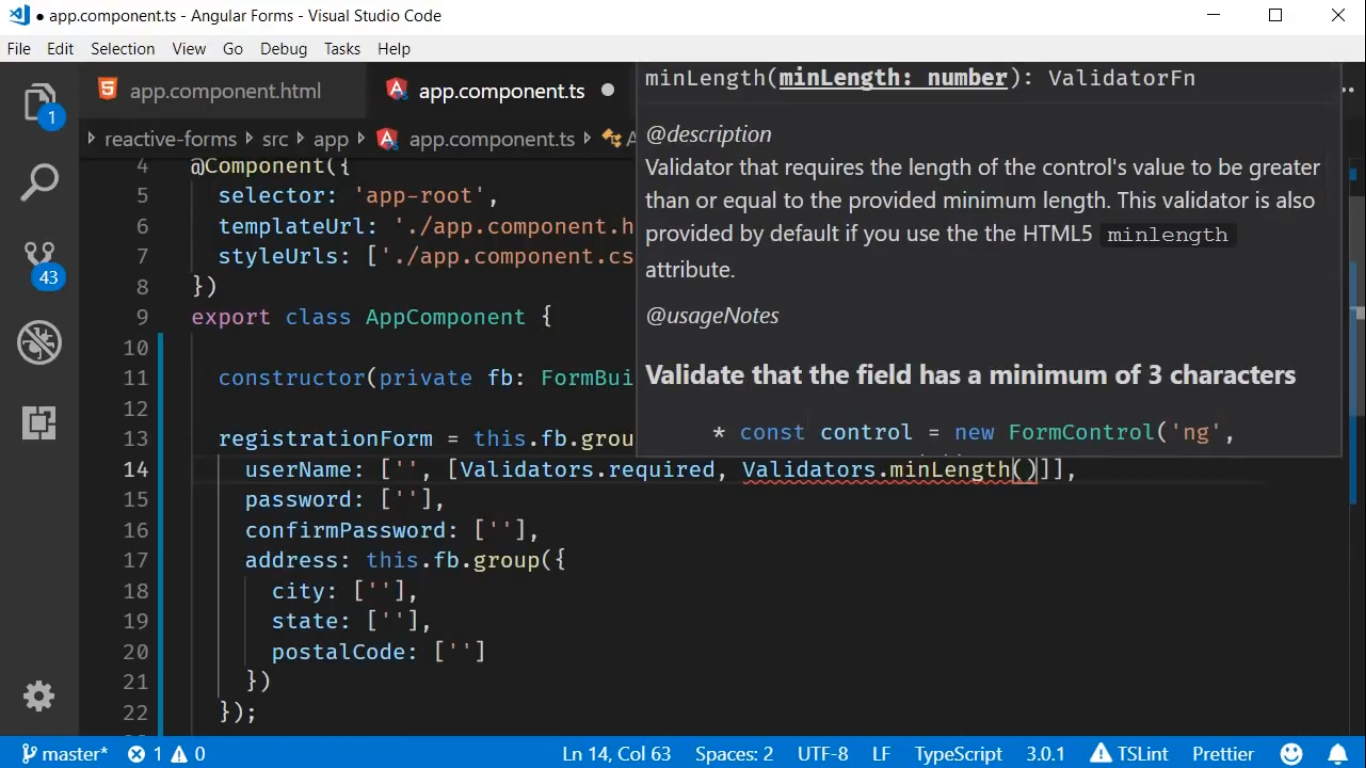 app.component.ts - Angular Forms - Visual Studio Code
File Edit Selection View Go Debug Tasks Help
1
43
app.component.html
app.component.ts
reactive-forms src app app.component.ts
4 @Component({
5 selector: 'app-root',
6 templateUrl: './app.component.h
7 styleUrls: ['./app.component.cs
8 })
9 export class AppComponent {
10
11 constructor(private fb: FormBui
12
13 registrationForm = this.fb.grou
14 userName: ['', [Validators.required, Validators.minLength()]],
15 password: [''],
16 confirmPassword: [''],
17 address: this.fb.group({
18 city: [''],
19 state: [''],
20 postalCode: ['']
21 })
22 });
minLength(minLength: number): ValidatorFn
@description
Validator that requires the length of the control's value to be greater
than or equal to the provided minimum length. This validator is also
provided by default if you use the the HTML5 minlength
attribute.
@usageNotes
Validate that the field has a minimum of 3 characters
* const control = new FormControl('ng',
master* 1 0 Ln 14, Col 63 Spaces: 2 UTF-8 LF TypeScript 3.0.1 TSLint Prettier